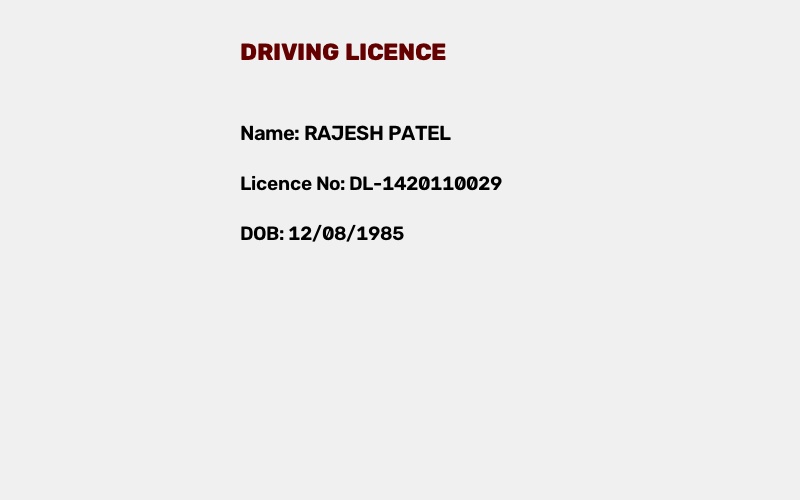 DRIVING LICENCE
Name: RAJESH PATEL
Licence No: DL-1420110029
DOB: 12/08/1985